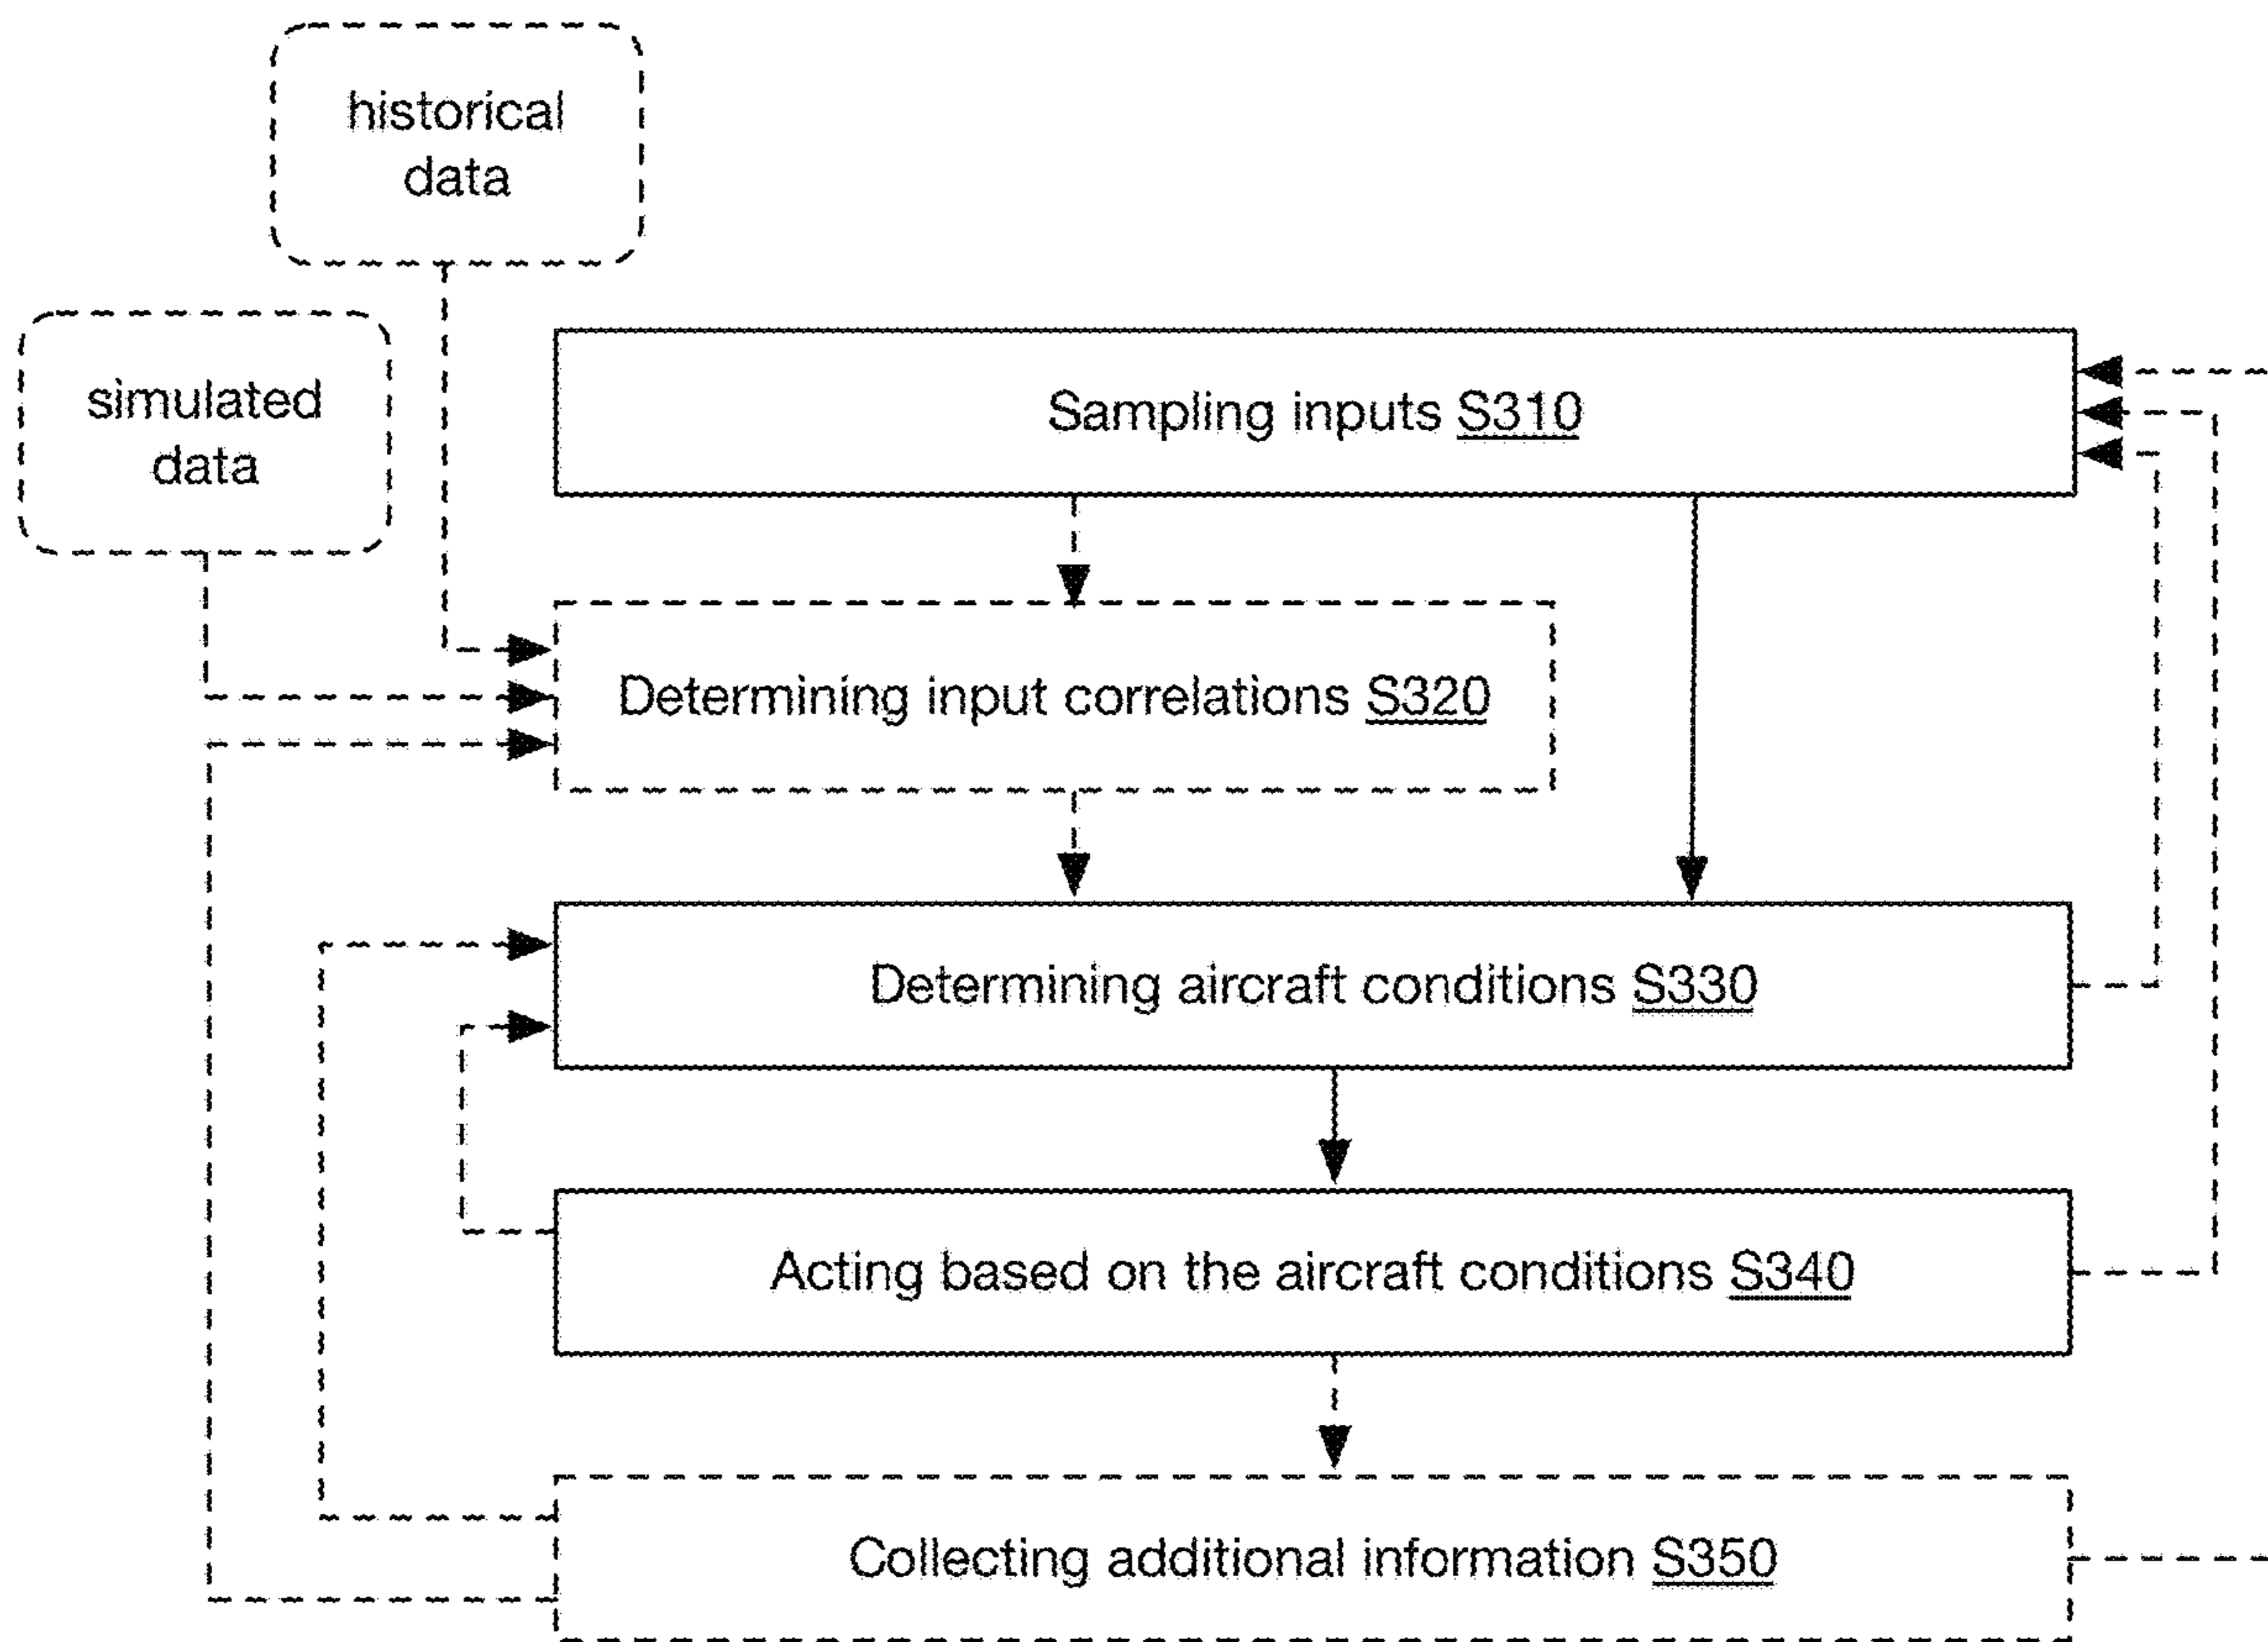 historical
data
simulated
data
Sampling inputs S310
Determining input correlations S320
Determining aircraft conditions S330
Acting based on the aircraft conditions S340
Collecting additional information S350